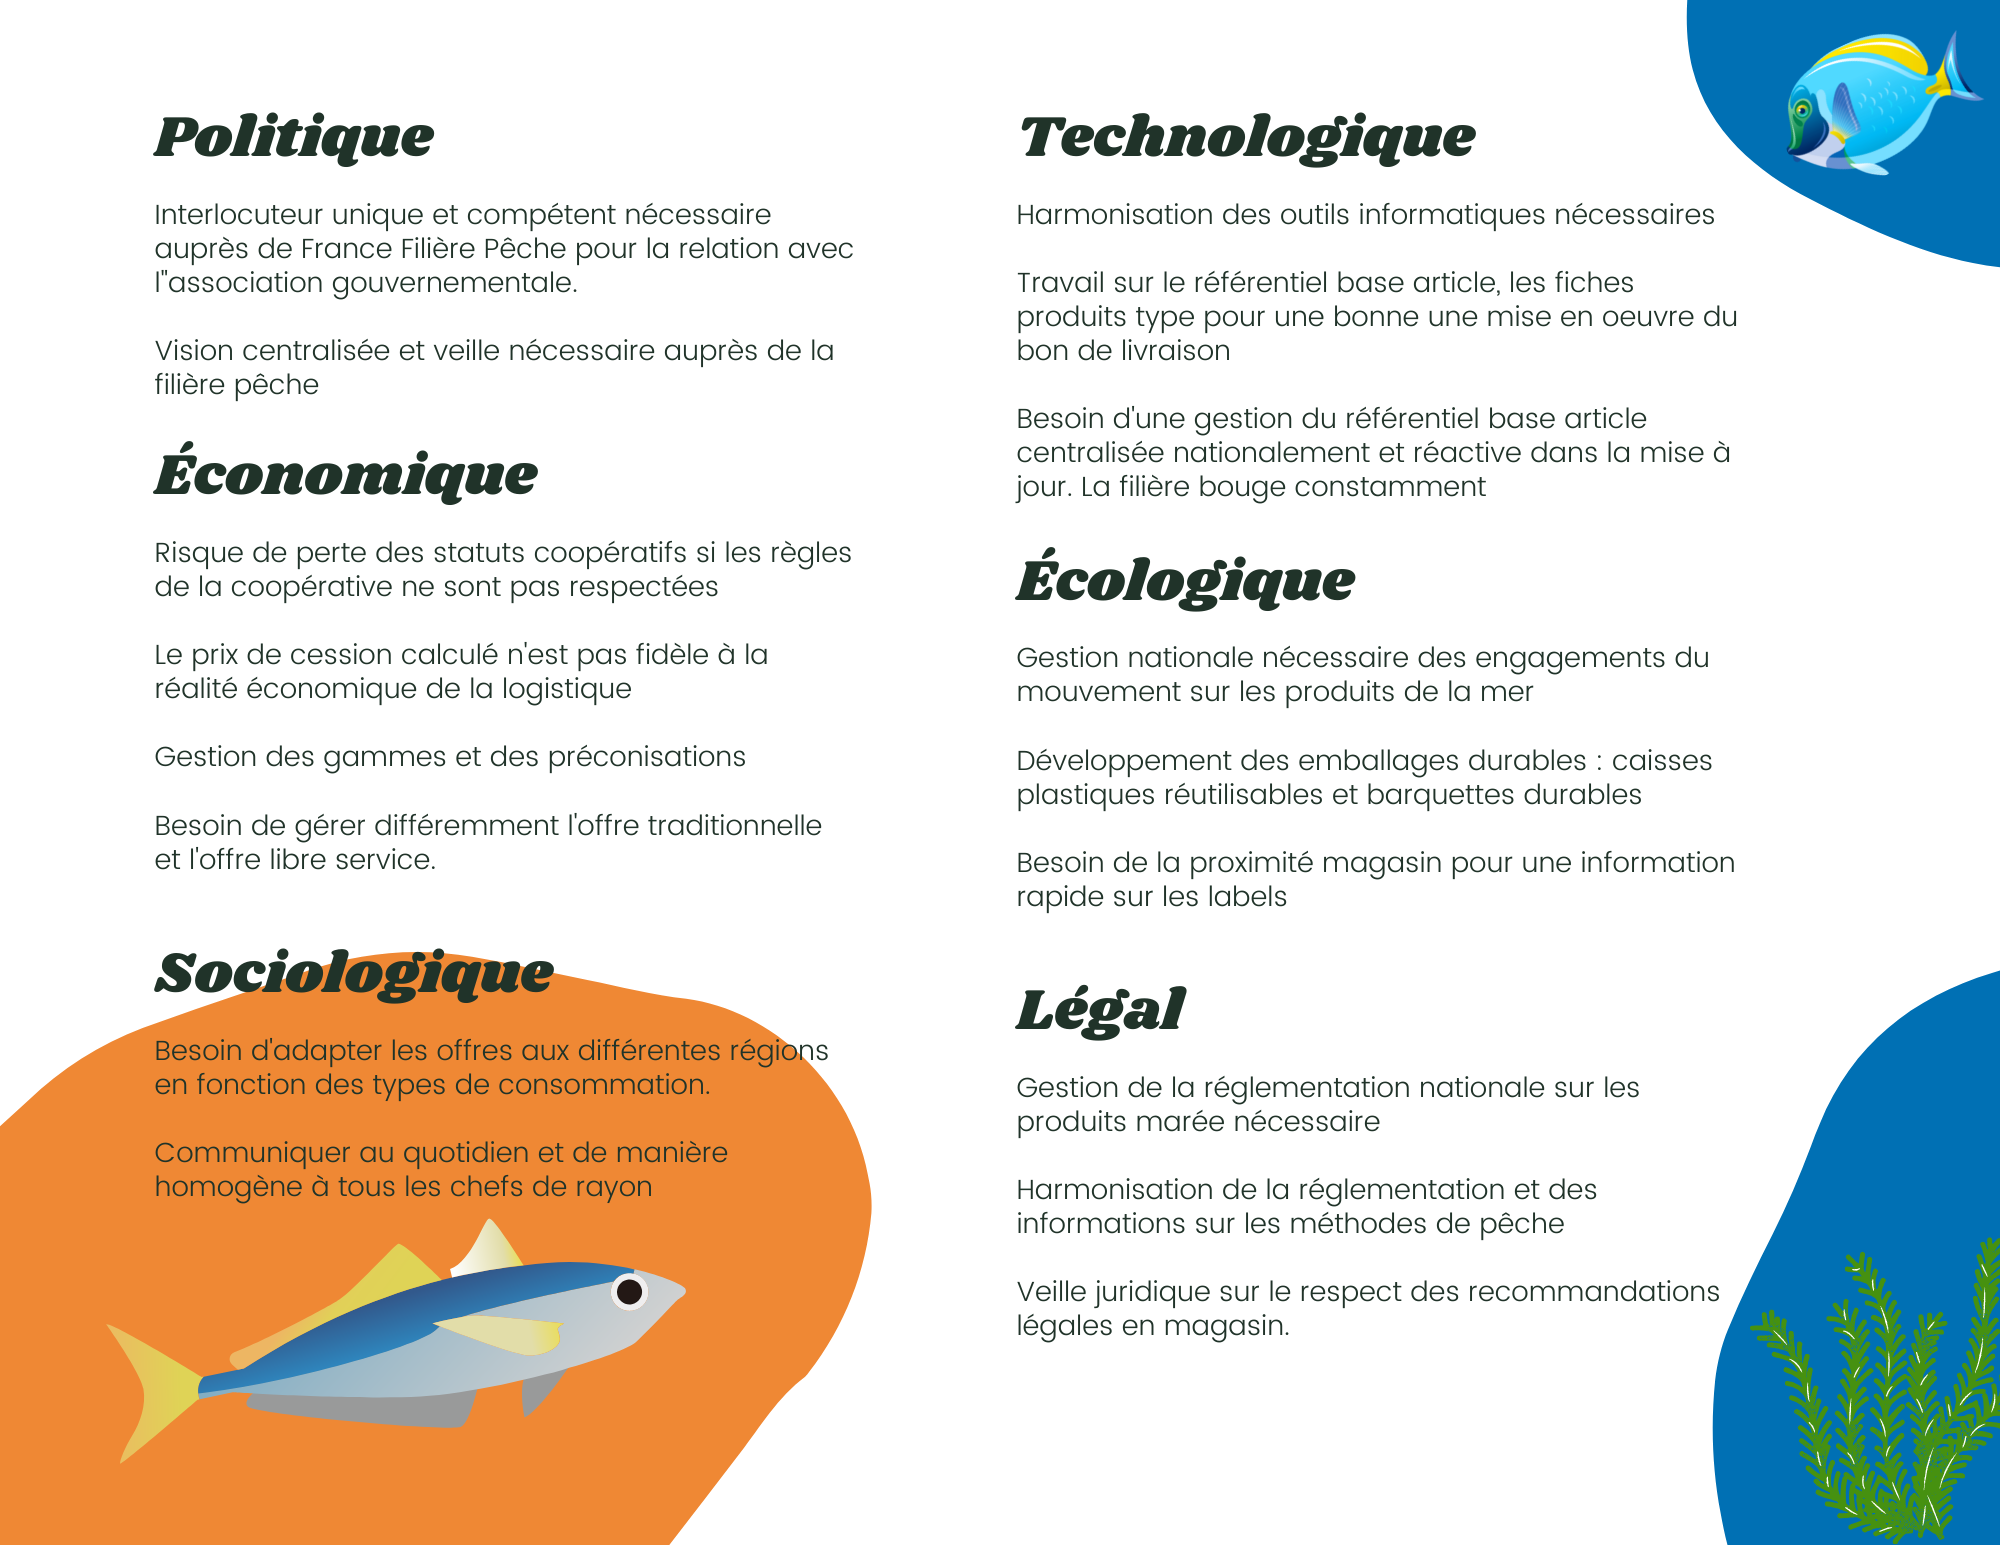 Politique
Interlocuteur unique et compétent nécessaire
auprès de France Filière Pêche pour la relation avec
l"association gouvernementale.
Vision centralisée et veille nécessaire auprès de la
filière pêche
Économique
Risque de perte des statuts coopératifs si les règles
de la coopérative ne sont pas respectées
Le prix de cession calculé n'est pas fidèle à la
réalité économique de la logistique
Gestion des gammes et des préconisations
Besoin de gérer différemment l'offre traditionnelle
et l'offre libre service.
Sociologique
Besoin d'adapter les offres aux différentes régions
en fonction des types de consommation.
Communiquer au quotidien et de manière
homogène à tous les chefs de rayon
Technologique
Harmonisation des outils informatiques nécessaires
Travail sur le référentiel base article, les fiches
produits type pour une bonne une mise en oeuvre du
bon de livraison
Besoin d'une gestion du référentiel base article
centralisée nationalement et réactive dans la mise à
jour. La filière bouge constamment
Écologique
Gestion nationale nécessaire des engagements du
mouvement sur les produits de la mer
Développement des emballages durables : caisses
plastiques réutilisables et barquettes durables
Besoin de la proximité magasin pour une information
rapide sur les labels
Légal
Gestion de la réglementation nationale sur les
produits marée nécessaire
Harmonisation de la réglementation et des
informations sur les méthodes de pêche
Veille juridique sur le respect des recommandations
légales en magasin.